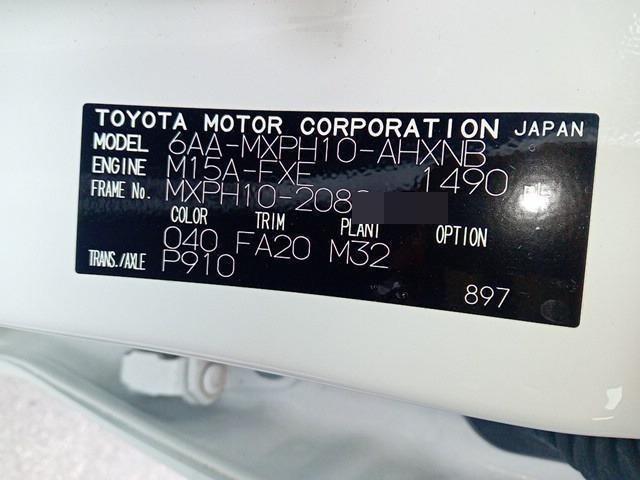 TOYOTA MOTOR CORPORATION JAPAN
MODEL 6AA-MXPH10-AHXNB
ENGINE M15A-FXE 1490 mL
FRAME No. MXPH10-208
COLOR TRIM PLANT OPTION
040 FA20 M32
TRANS./AXLE P910
897